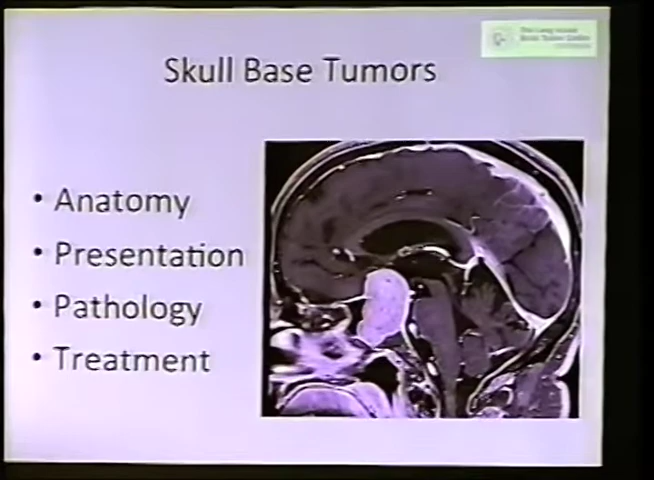 Skull Base Tumors
• Anatomy
• Presentation
• Pathology
• Treatment